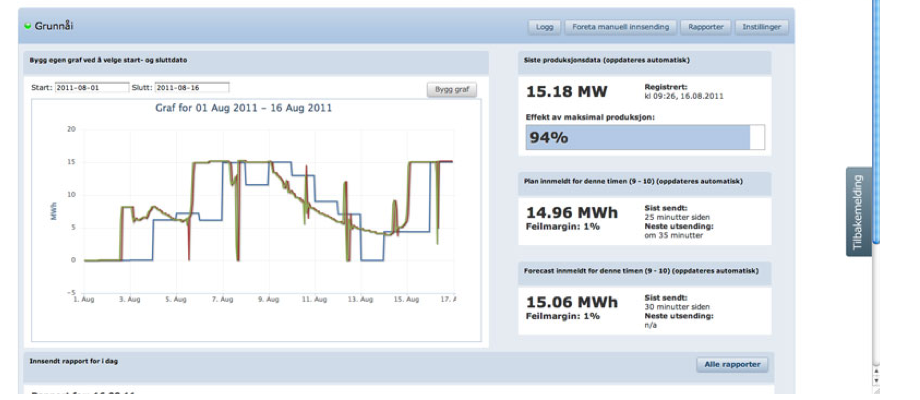 Grunnåi
Logg
Foreta manuell innsending
Rapporter
Instillinger
Bygg egen graf ved å velge start- og sluttdato
Start: 2011-08-01 Slutt: 2011-08-16
Bygg graf
Graf for 01 Aug 2011 – 16 Aug 2011
20
15
10
5
0
-5
MWh
1. Aug 3. Aug 5. Aug 7. Aug 9. Aug 11. Aug 13. Aug 15. Aug 17. A
Siste produksjonsdata (oppdateres automatisk)
15.18 MW
Registrert:
kl 09:26, 16.08.2011
Effekt av maksimal produksjon:
94%
Plan innmeldt for denne timen (9 - 10) (oppdateres automatisk)
14.96 MWh
Feilmargin: 1%
Sist sendt:
25 minutter siden
Neste utsending:
om 35 minutter
Forecast innmeldt for denne timen (9 - 10) (oppdateres automatisk)
15.06 MWh
Feilmargin: 1%
Sist sendt:
30 minutter siden
Neste utsending:
n/a
Tilbakemelding
Innsendt rapport for i dag
Alle rapporter